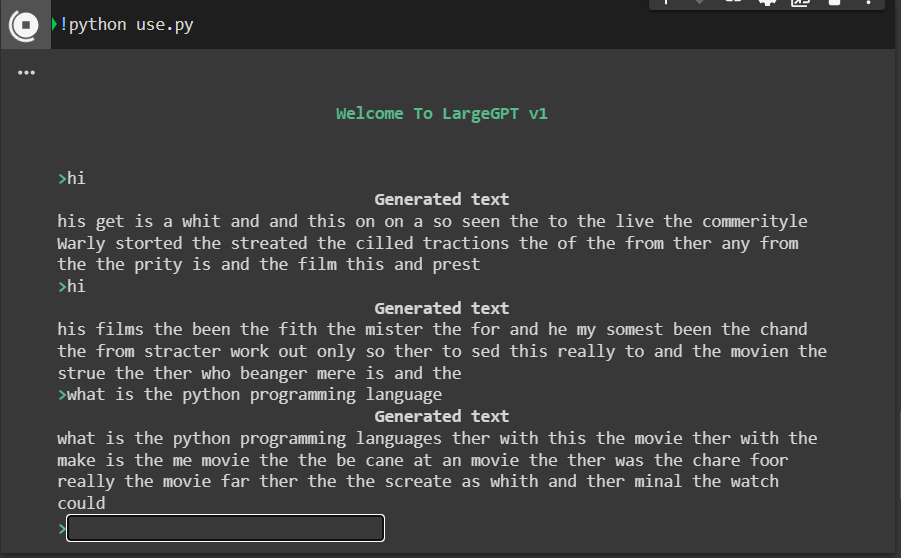 !python use.py
Welcome To LargeGPT v1
>hi
Generated text
his get is a whit and and this on on a so seen the to the live the commerityle
Warly storted the streated the cilled tractions the of the from ther any from
the the prity is and the film this and prest
>hi
Generated text
his films the been the fith the mister the for and he my somest been the chand
the from stracter work out only so ther to sed this really to and the movien the
strue the ther who beanger mere is and the
>what is the python programming language
Generated text
what is the python programming languages ther with this the movie ther with the
make is the me movie the the be cane at an movie the ther was the chare foor
really the movie far ther the the screate as whith and ther minal the watch
could
>